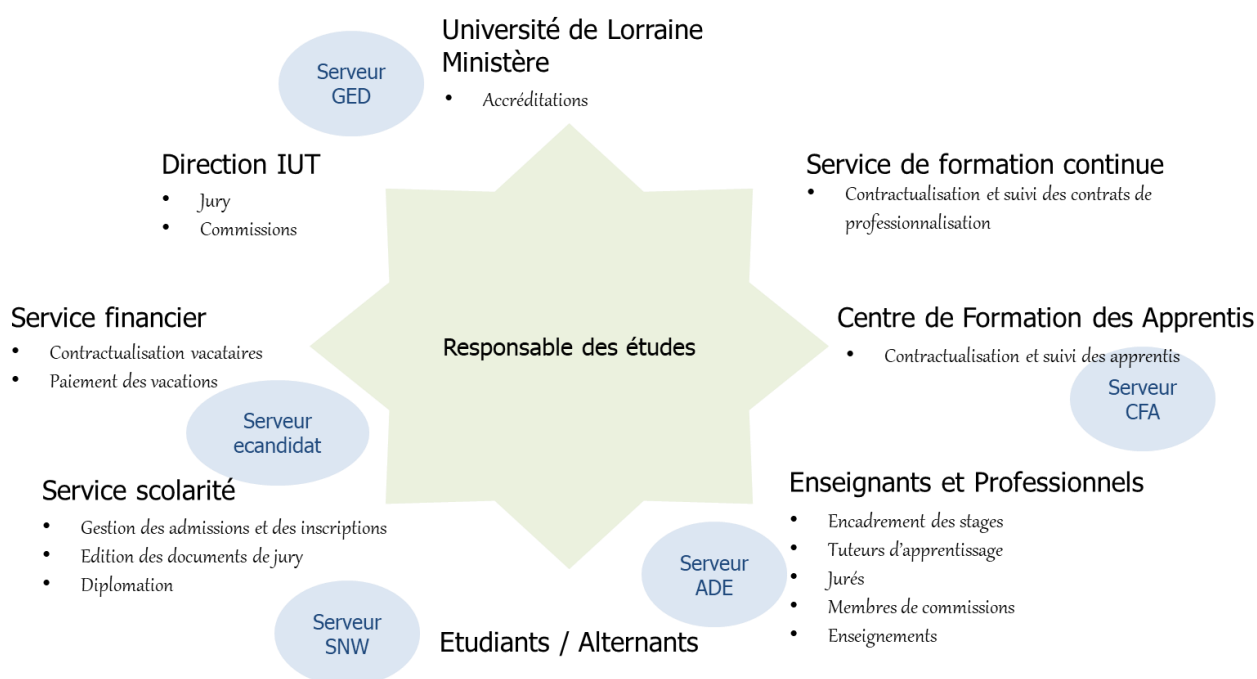 Université de Lorraine
Ministère
• Accréditations
Serveur
GED
Direction IUT
• Jury
• Commissions
Service de formation continue
• Contractualisation et suivi des contrats de
professionnalisation
Service financier
• Contractualisation vacataires
• Paiement des vacations
Responsable des études
Centre de Formation des Apprentis
• Contractualisation et suivi des apprentis
Serveur
CFA
Serveur
ecandidat
Service scolarité
• Gestion des admissions et des inscriptions
• Edition des documents de jury
• Diplomation
Enseignants et Professionnels
• Encadrement des stages
• Tuteurs d'apprentissage
• Jurés
• Membres de commissions
• Enseignements
Serveur
ADE
Serveur
SNW
Etudiants / Alternants